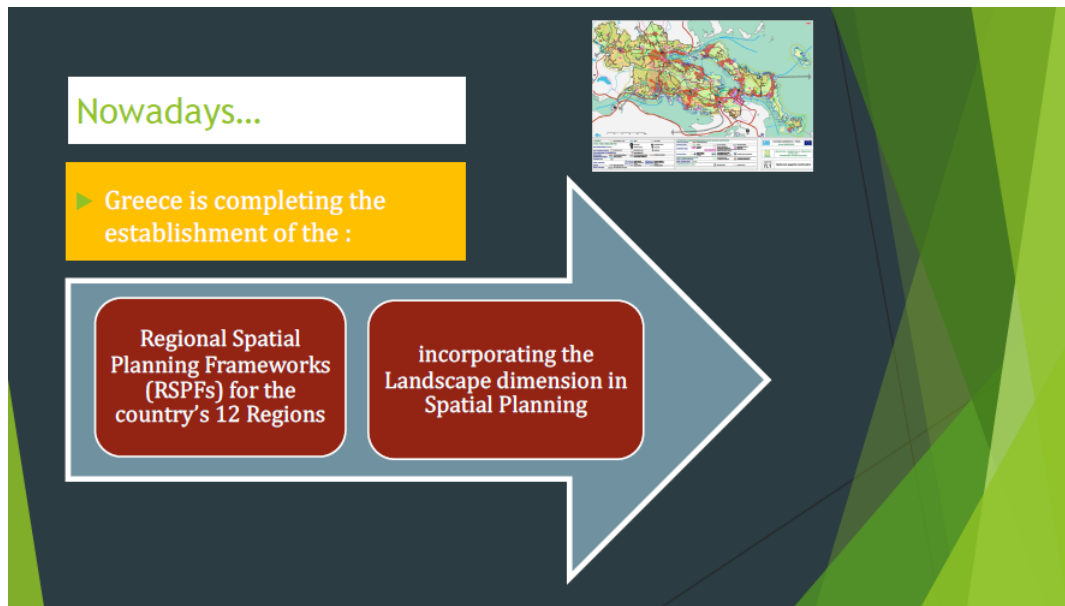 Nowadays...
Greece is completing the
establishment of the :
Regional Spatial
Planning Frameworks
(RSPFs) for the
country's 12 Regions
incorporating the
Landscape dimension in
Spatial Planning